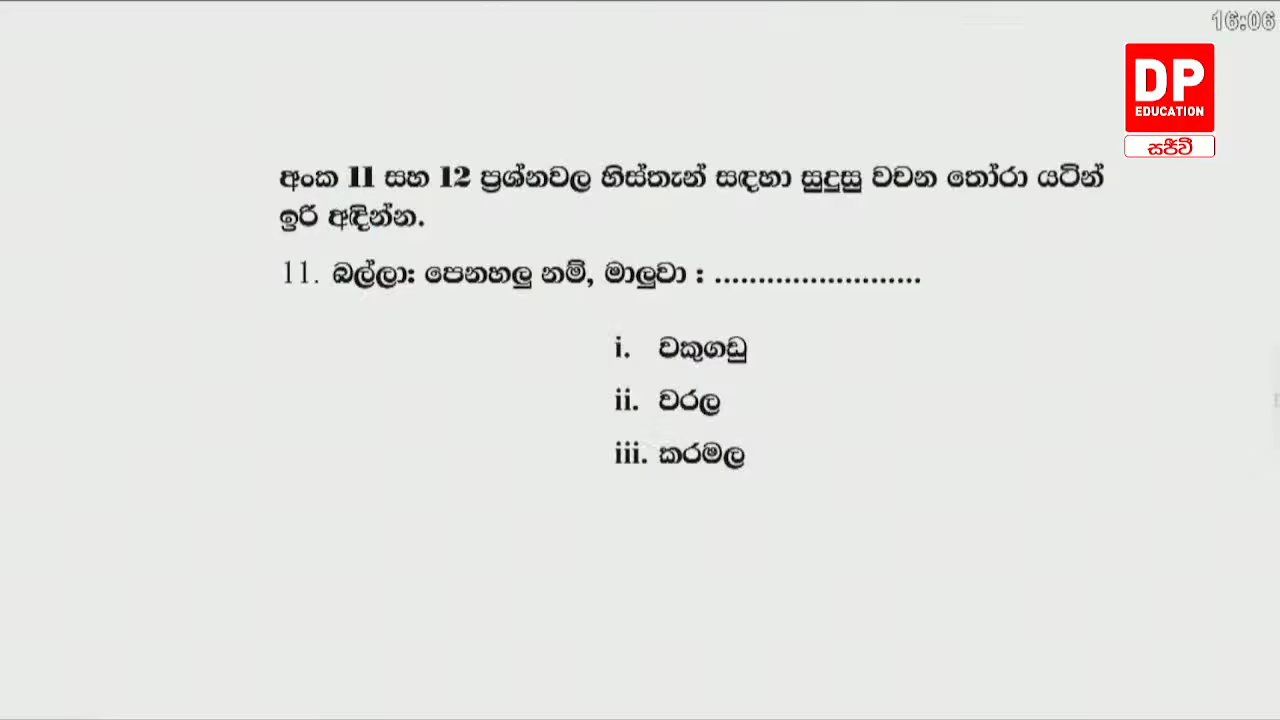 16:06
DP
EDUCATION
සජීවී
අංක 11 සහ 12 ප්‍රශ්නවල හිස්තැන් සඳහා සුදුසු වචන තෝරා යටින්
ඉරි අඳින්න.
11. බල්ලා: පෙනහලු නම්, මාලුවා : ........................
i. වකුගඩු
ii. වරල
iii. කරමල